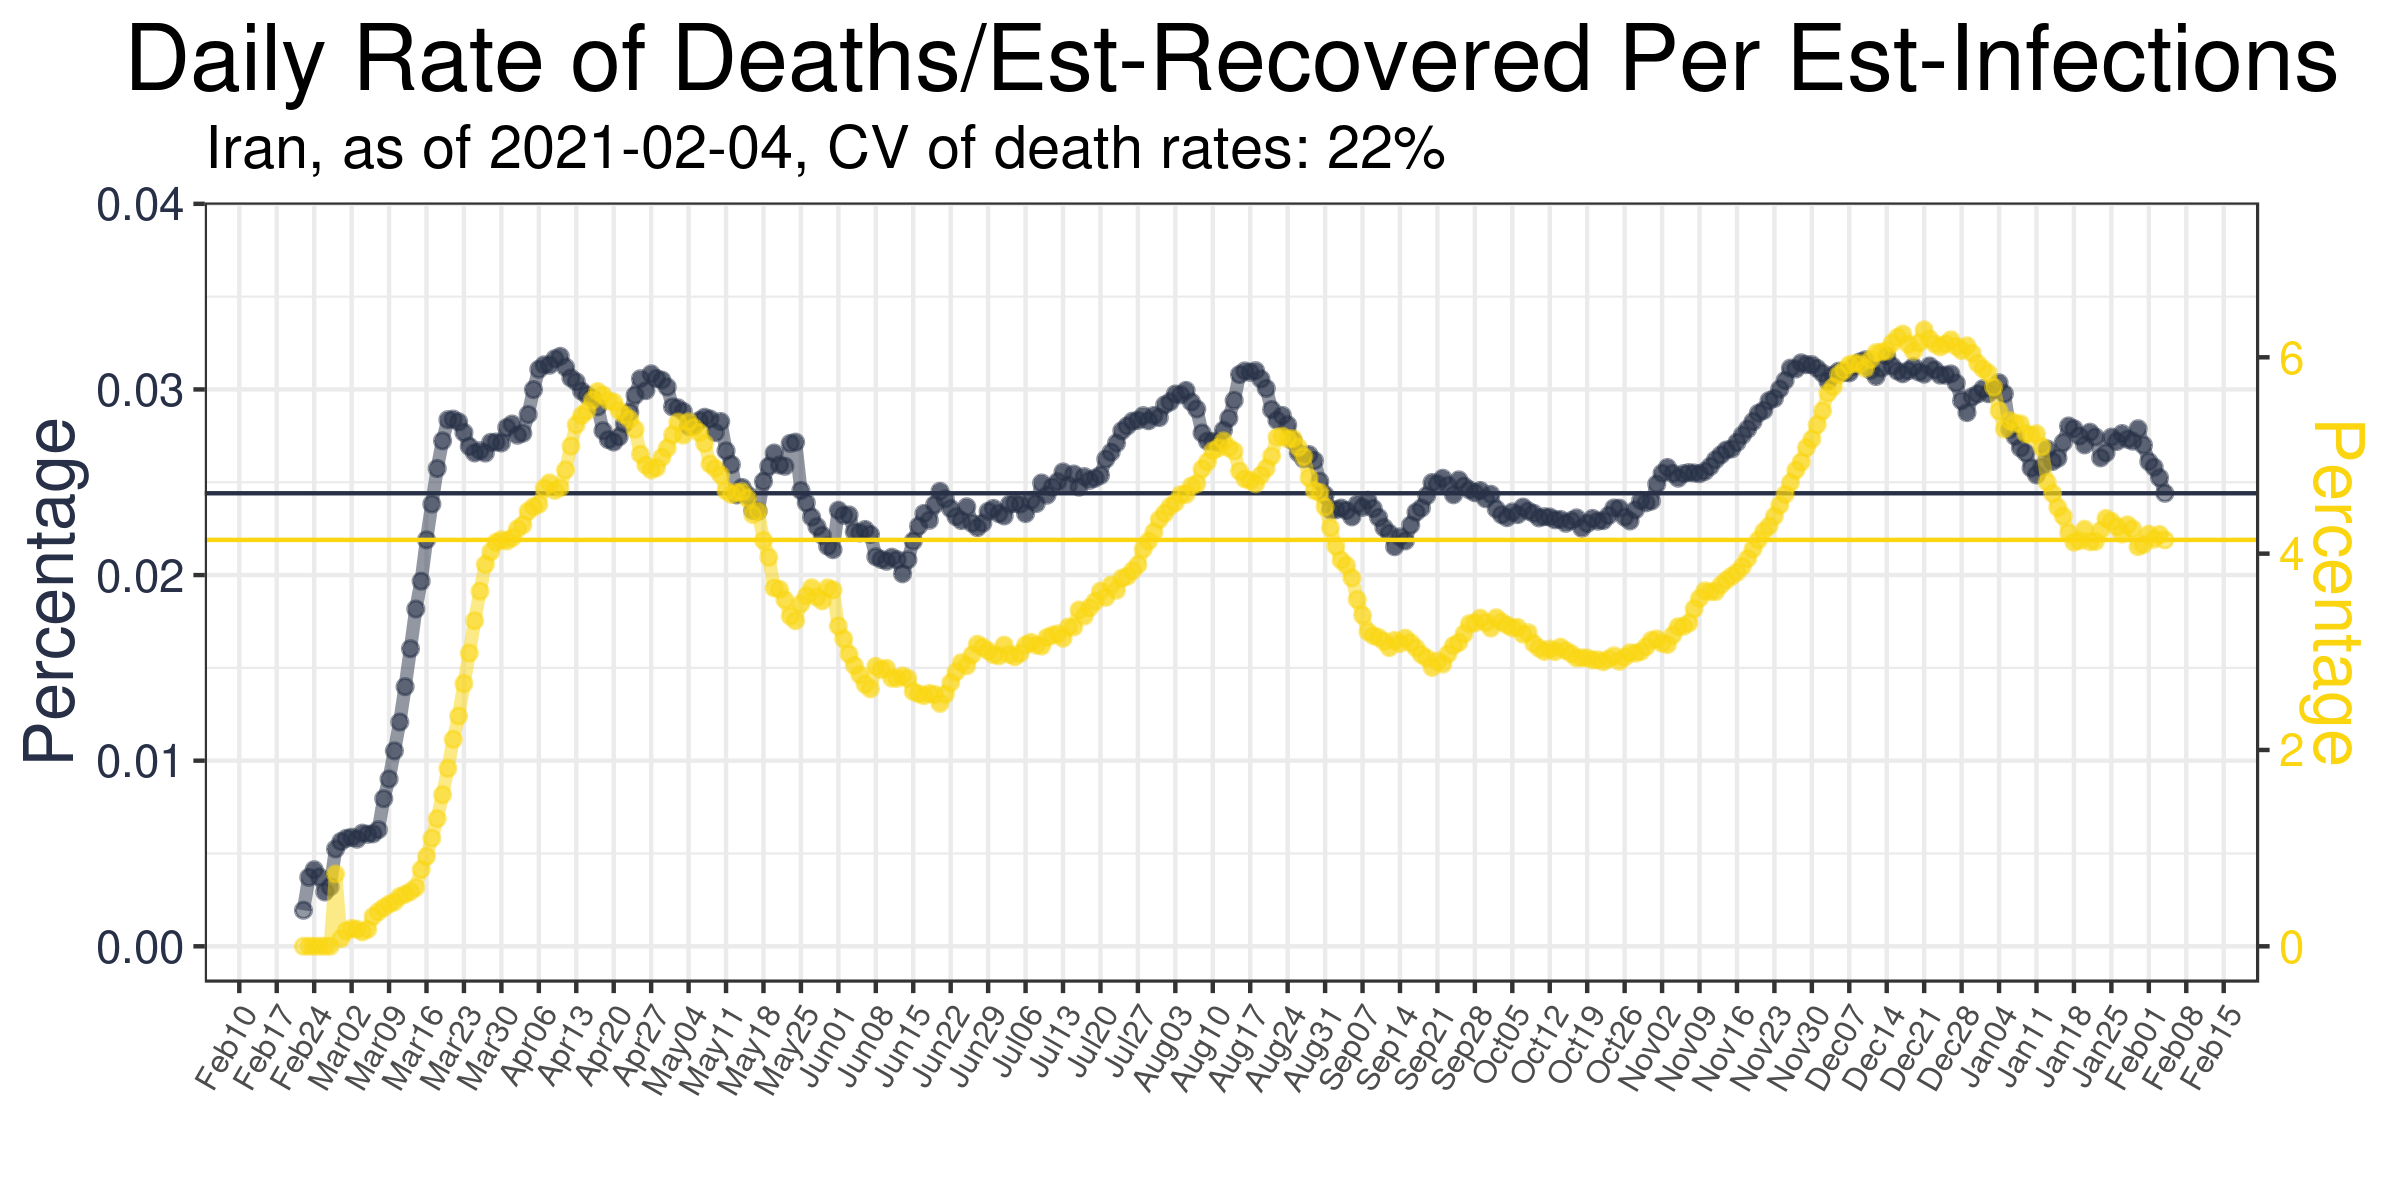 Daily Rate of Deaths/Est-Recovered Per Est-Infections
Iran, as of 2021-02-04, CV of death rates: 22%
0.04
0.03
0.02
0.01
0.00
Percentage
6
4
2
0
Percentage
Feb10
Feb17
Feb24
Mar02
Mar09
Mar16
Mar23
Mar30
Apr06
Apr13
Apr20
Apr27
May04
May11
May18
May25
Jun01
Jun08
Jun15
Jun22
Jun29
Jul06
Jul13
Jul20
Jul27
Aug03
Aug10
Aug17
Aug24
Aug31
Sep07
Sep14
Sep21
Sep28
Oct05
Oct12
Oct19
Oct26
Nov02
Nov09
Nov16
Nov23
Nov30
Dec07
Dec14
Dec21
Dec28
Jan04
Jan11
Jan18
Jan25
Feb01
Feb08
Feb15